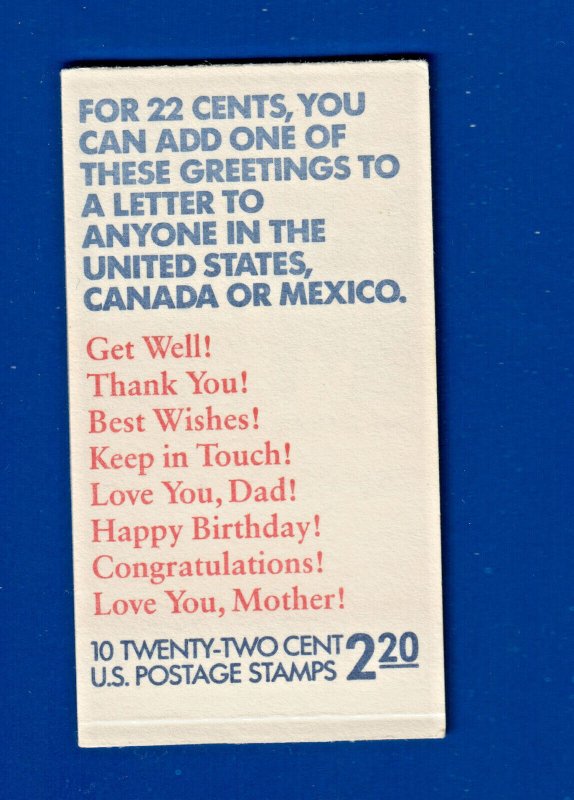 FOR 22 CENTS, YOU
CAN ADD ONE OF
THESE GREETINGS TO
A LETTER TO
ANYONE IN THE
UNITED STATES,
CANADA OR MEXICO.
Get Well!
Thank You!
Best Wishes!
Keep in Touch!
Love You, Dad!
Happy Birthday!
Congratulations!
Love You, Mother!
10 TWENTY-TWO CENT
U.S. POSTAGE STAMPS 220